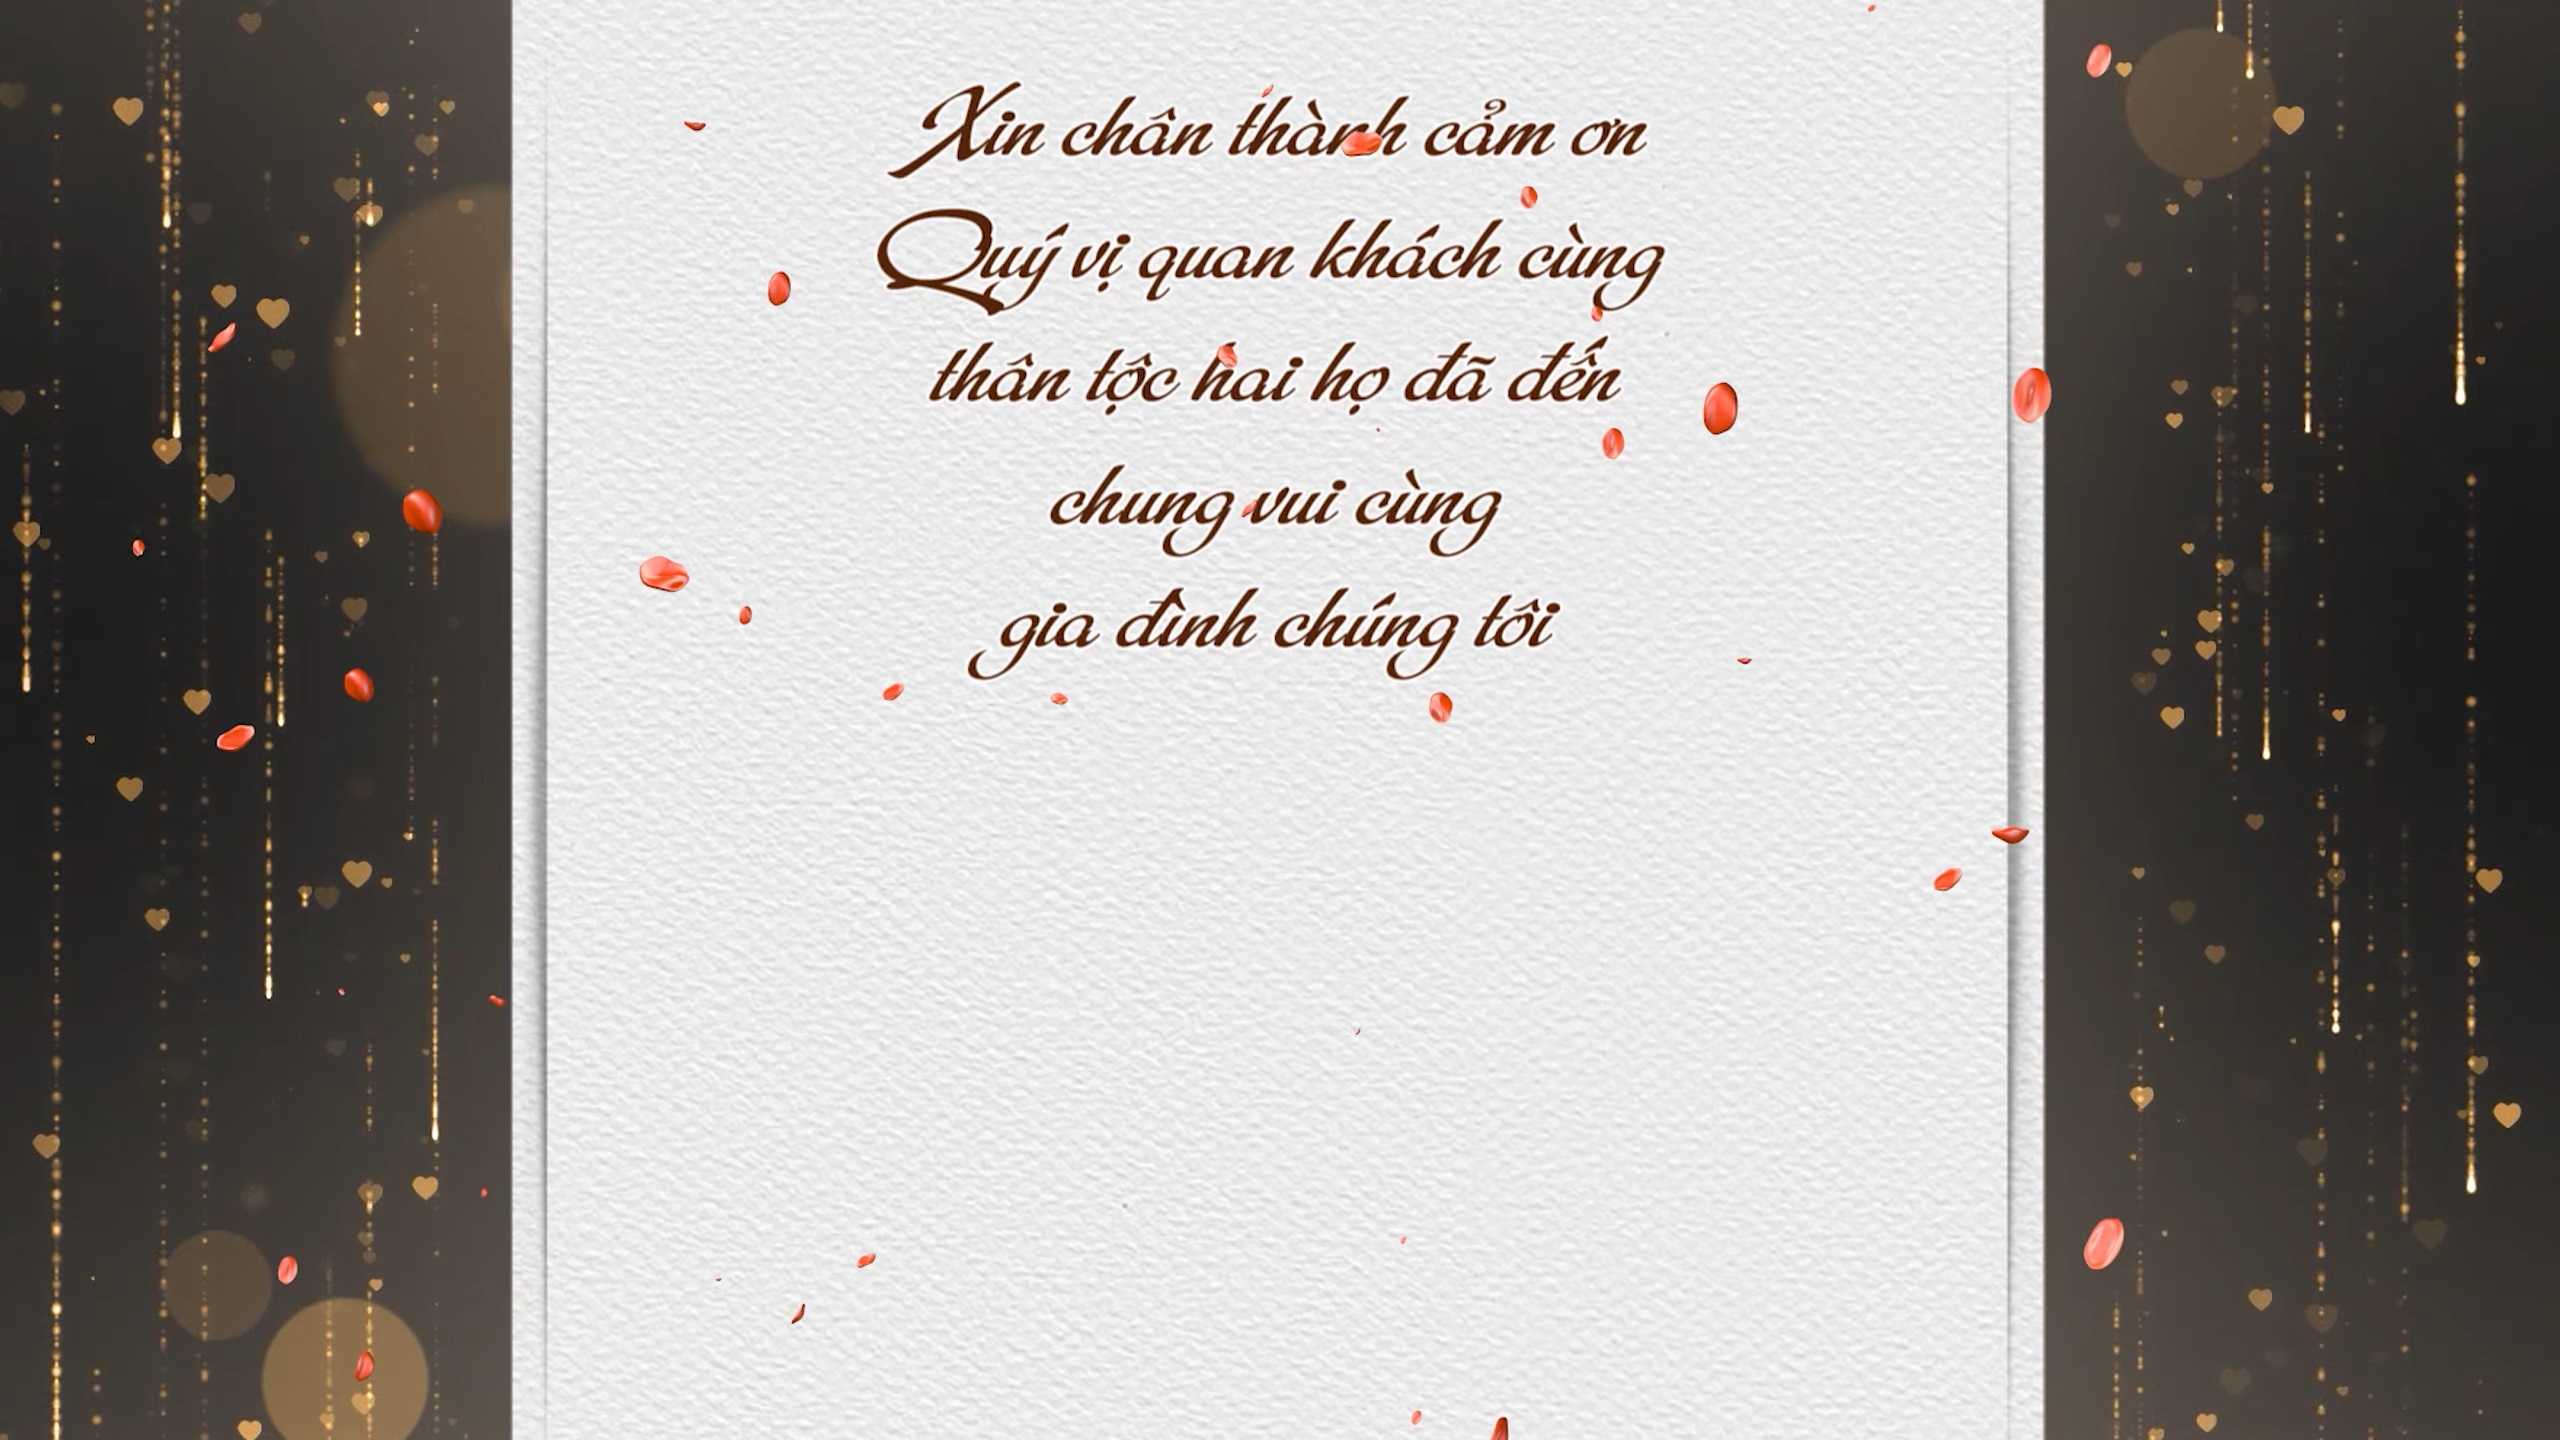 Xin chân thành cảm ơn
Quý vị quan khách cùng
thân tộc hai họ đã đến
chung vui cùng
gia đình chúng tôi